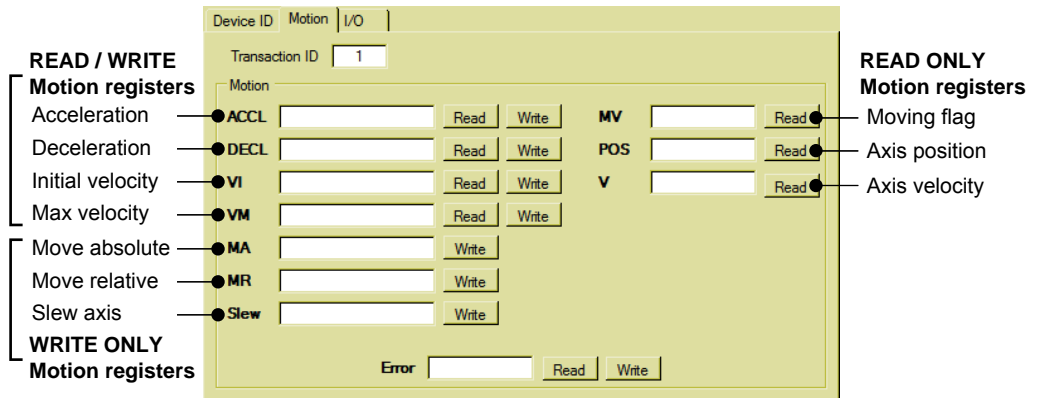 Device ID Motion I/O
Transaction ID 1
READ / WRITE
Motion registers
READ ONLY
Motion registers
Motion
Acceleration ACCL Read Write MV Read Moving flag
Deceleration DECL Read Write POS Read Axis position
Initial velocity VI Read Write V Read Axis velocity
Max velocity VM Read Write
Move absolute MA Write
Move relative MR Write
Slew axis Slew Write
WRITE ONLY
Motion registers
Error Read Write